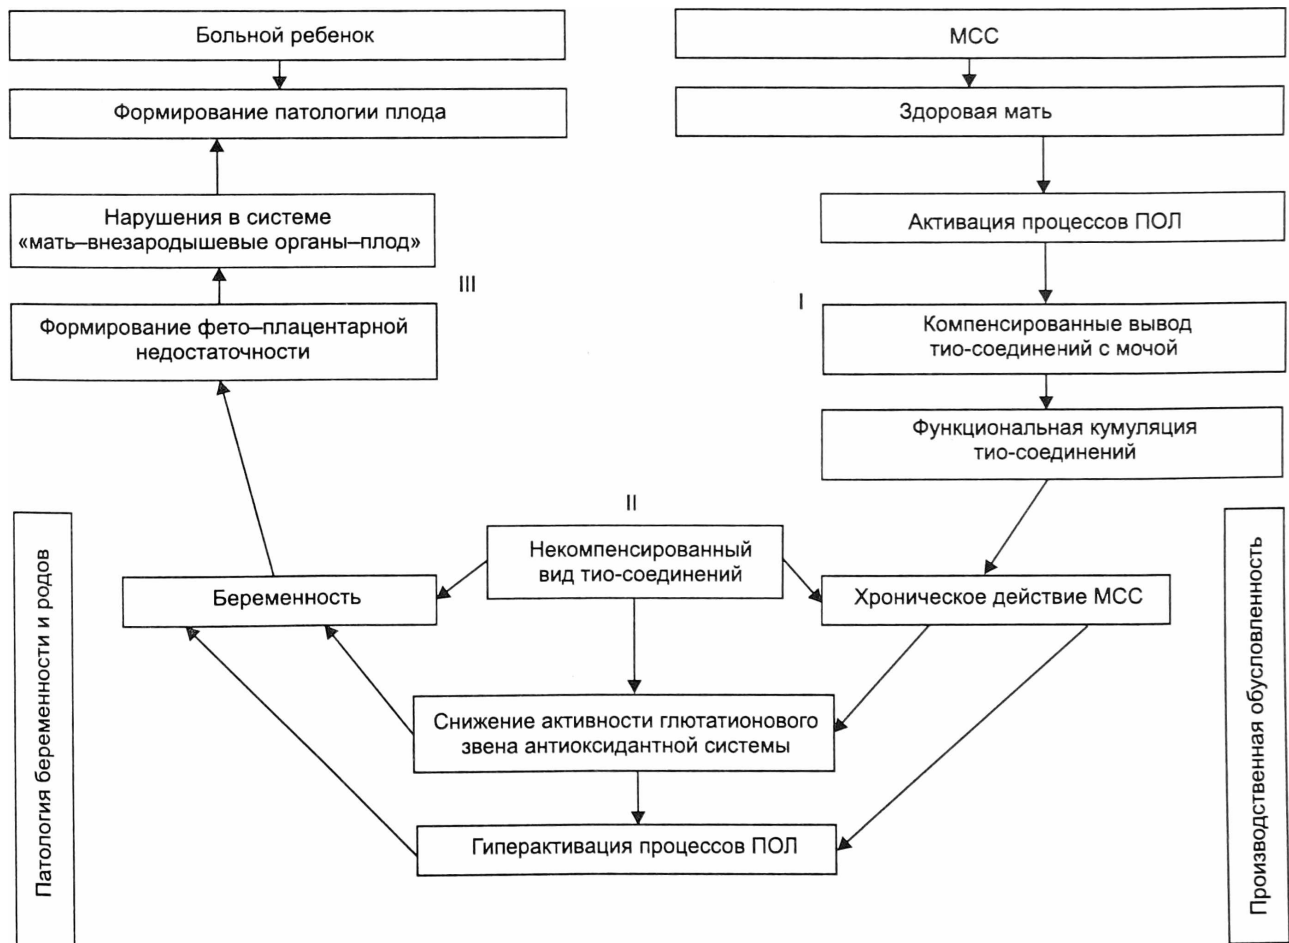 Больной ребенок
МСС
Формирование патологии плода
Здоровая мать
Нарушения в системе
«мать–внезародышевые органы–плод»
Активация процессов ПОЛ
III
I
Формирование фето–плацентарной
недостаточности
Компенсированные вывод
тио-соединений с мочой
Функциональная кумуляция
тио-соединений
II
Некомпенсированный
вид тио-соединений
Беременность
Хроническое действие МСС
Снижение активности глютатионового
звена антиоксидантной системы
Гиперактивация процессов ПОЛ
Патология беременности и родов
Производственная обусловленность